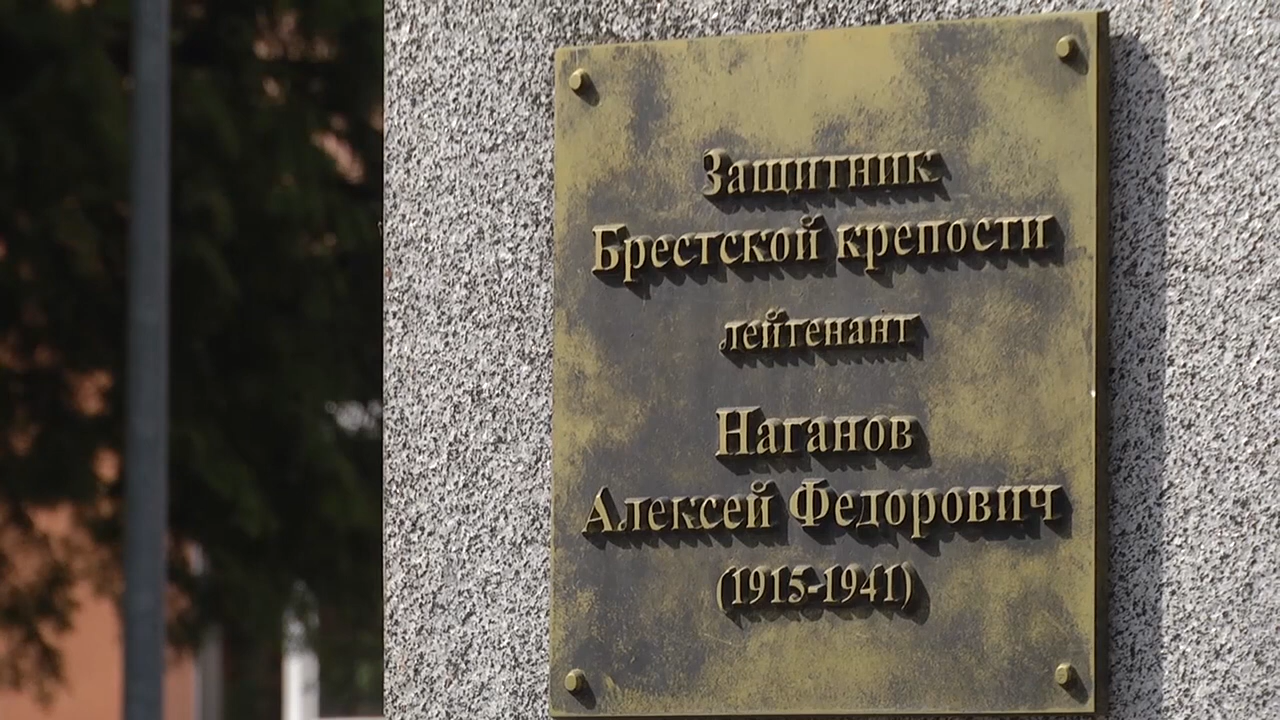 Защитник
Брестской крепости
лейтенант
Наганов
Алексей Федорович
(1915-1941)